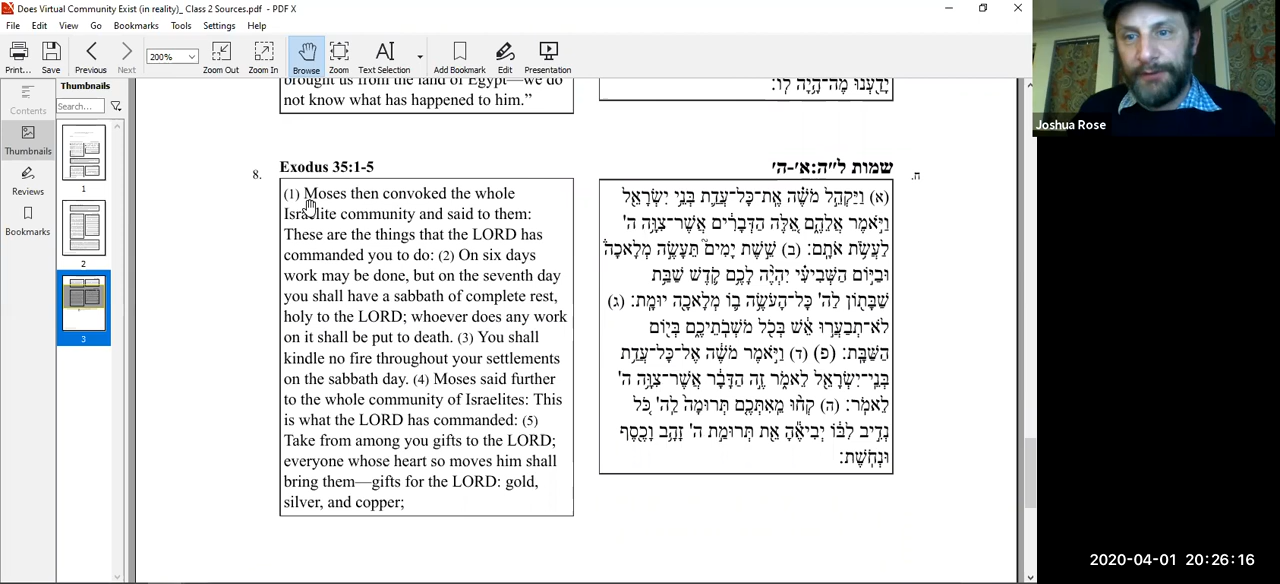 Does Virtual Community Exist (in reality)_ Class 2 Sources.pdf - PDF X
File Edit View Go Bookmarks Tools Settings Help
Print... Save Previous Next 200% Zoom Out Zoom In Browse Zoom Text Selection Add Bookmark Edit Presentation
Contents
Thumbnails
Reviews
Bookmarks
Thumbnails
Search...
1
2
3
brought us from the land of Egypt—we do
not know what has happened to him.”
יָדַ֖עְנוּ מֶה־הָ֥יָה לֽוֹ׃
8.
Exodus 35:1-5
(1) Moses then convoked the whole
Israelite community and said to them:
These are the things that the LORD has
commanded you to do: (2) On six days
work may be done, but on the seventh day
you shall have a sabbath of complete rest,
holy to the LORD; whoever does any work
on it shall be put to death. (3) You shall
kindle no fire throughout your settlements
on the sabbath day. (4) Moses said further
to the whole community of Israelites: This
is what the LORD has commanded: (5)
Take from among you gifts to the LORD;
everyone whose heart so moves him shall
bring them—gifts for the LORD: gold,
silver, and copper;
ח.
שמות ל״ה:א׳-ה׳
(א) וַיַּקְהֵ֣ל מֹשֶׁ֗ה אֶֽת־כׇּל־עֲדַ֛ת בְּנֵ֥י יִשְׂרָאֵ֖ל
וַיֹּ֣אמֶר אֲלֵהֶ֑ם אֵ֚לֶּה הַדְּבָרִ֔ים אֲשֶׁר־צִוָּ֥ה ה'
לַעֲשֹׂ֥ת אֹתָֽם׃ (ב) שֵׁ֣שֶׁת יָמִים֮ תֵּעָשֶׂ֣ה מְלָאכָה֒
וּבַיּ֣וֹם הַשְּׁבִיעִ֗י יִהְיֶ֨ה לָכֶ֥ם קֹ֛דֶשׁ שַׁבַּ֥ת
שַׁבָּת֖וֹן לַה' כׇּל־הָעֹשֶׂ֥ה ב֛וֹ מְלָאכָ֖ה יוּמָֽת׃ (ג)
לֹא־תְבַעֲר֣וּ אֵ֔שׁ בְּכֹ֖ל מֹשְׁבֹֽתֵיכֶ֑ם בְּי֖וֹם
הַשַּׁבָּֽת׃ (פ) (ד) וַיֹּ֣אמֶר מֹשֶׁ֔ה אֶל־כׇּל־עֲדַ֥ת
בְּנֵֽי־יִשְׂרָאֵ֖ל לֵאמֹ֑ר זֶ֣ה הַדָּבָ֔ר אֲשֶׁר־צִוָּ֥ה ה'
לֵאמֹֽר׃ (ה) קְח֨וּ מֵֽאִתְּכֶ֤ם תְּרוּמָה֙ לַֽה' כֹּ֚ל
נְדִ֣יב לִבּ֔וֹ יְבִיאֶ֕הָ אֵ֖ת תְּרוּמַ֣ת ה' זָהָ֥ב וָכֶ֖סֶף
וּנְחֹֽשֶׁת׃
Joshua Rose
2020-04-01 20:26:16